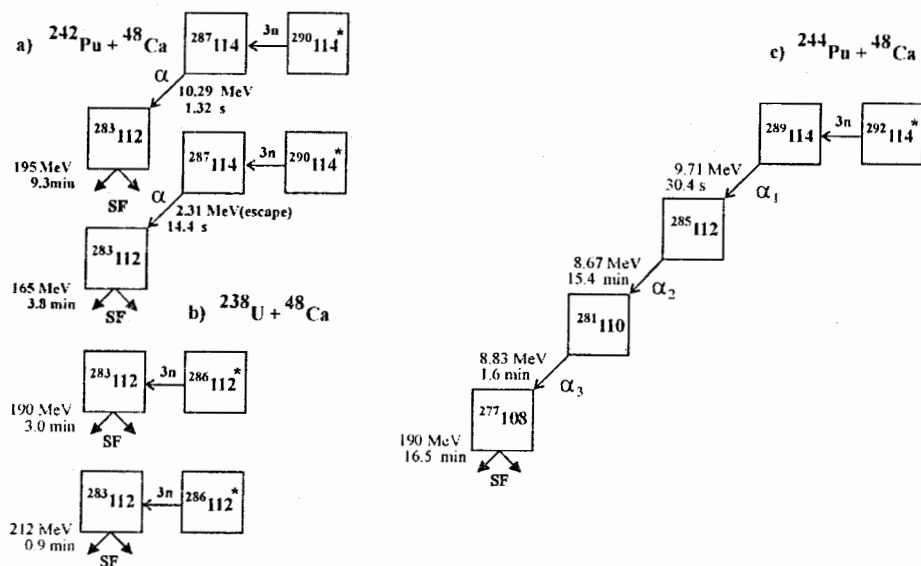 a) ²⁴²Pu + ⁴⁸Ca
²⁸⁷114
3n
²⁹⁰114*
α
10.29 MeV
1.32 s
²⁸³112
195 MeV
9.3min
SF
²⁸⁷114
3n
²⁹⁰114*
α
2.31 MeV(escape)
14.4 s
²⁸³112
165 MeV
3.8 min
SF
b) ²³⁸U + ⁴⁸Ca
²⁸³112
3n
²⁸⁶112*
190 MeV
3.0 min
SF
²⁸³112
3n
²⁸⁶112*
212 MeV
0.9 min
SF
c) ²⁴⁴Pu + ⁴⁸Ca
²⁸⁹114
3n
²⁹²114*
9.71 MeV
30.4 s
α₁
²⁸⁵112
8.67 MeV
15.4 min
α₂
²⁸¹110
8.83 MeV
1.6 min
α₃
²⁷⁷108
190 MeV
16.5 min
SF